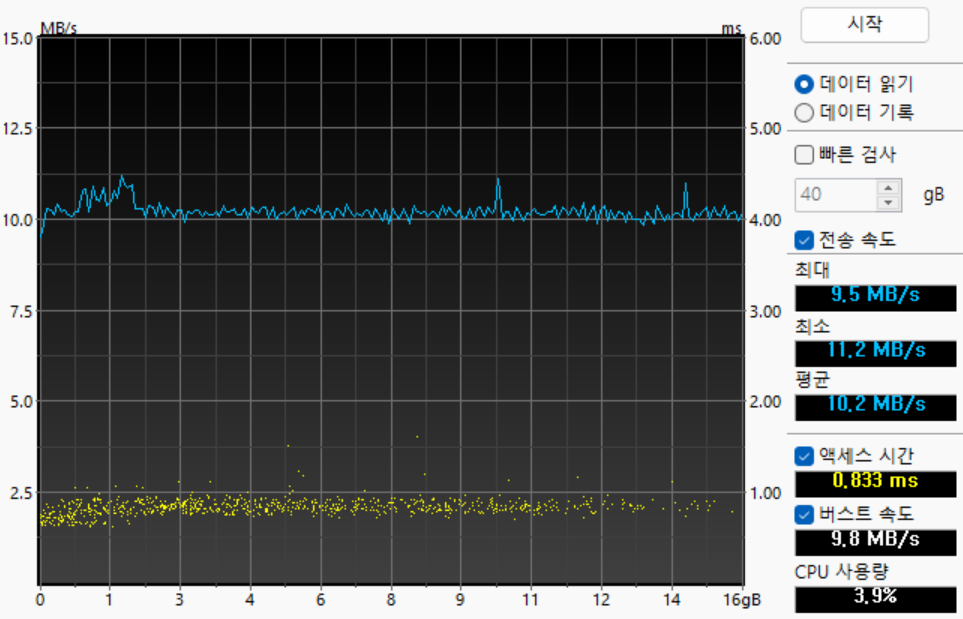 MB/s
ms
15.0
12.5
10.0
7.5
5.0
2.5
6.00
5.00
4.00
3.00
2.00
1.00
0 1 3 4 6 8 9 11 12 14 16gB
시작
데이터 읽기
데이터 기록
빠른 검사
40 gB
전송 속도
최대
9.5 MB/s
최소
11.2 MB/s
평균
10.2 MB/s
액세스 시간
0.833 ms
버스트 속도
9.8 MB/s
CPU 사용량
3.9%